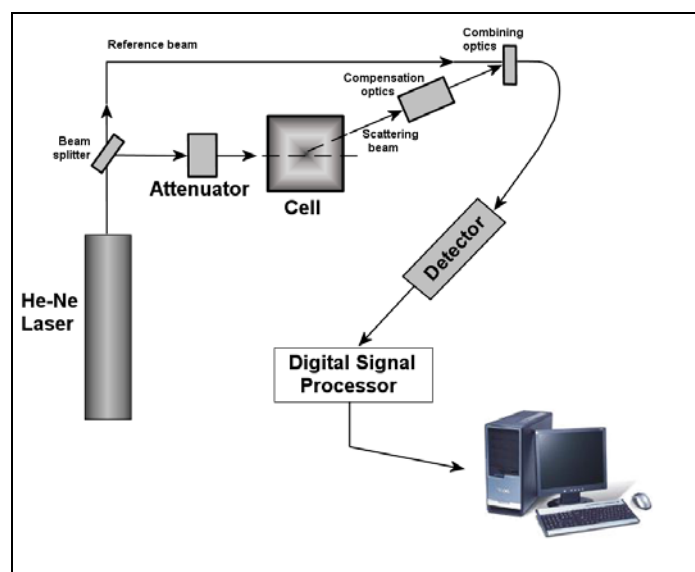 Reference beam
Combining
optics
Compensation
optics
Scattering
beam
Beam
splitter
Attenuator
Cell
He-Ne
Laser
Detector
Digital Signal
Processor